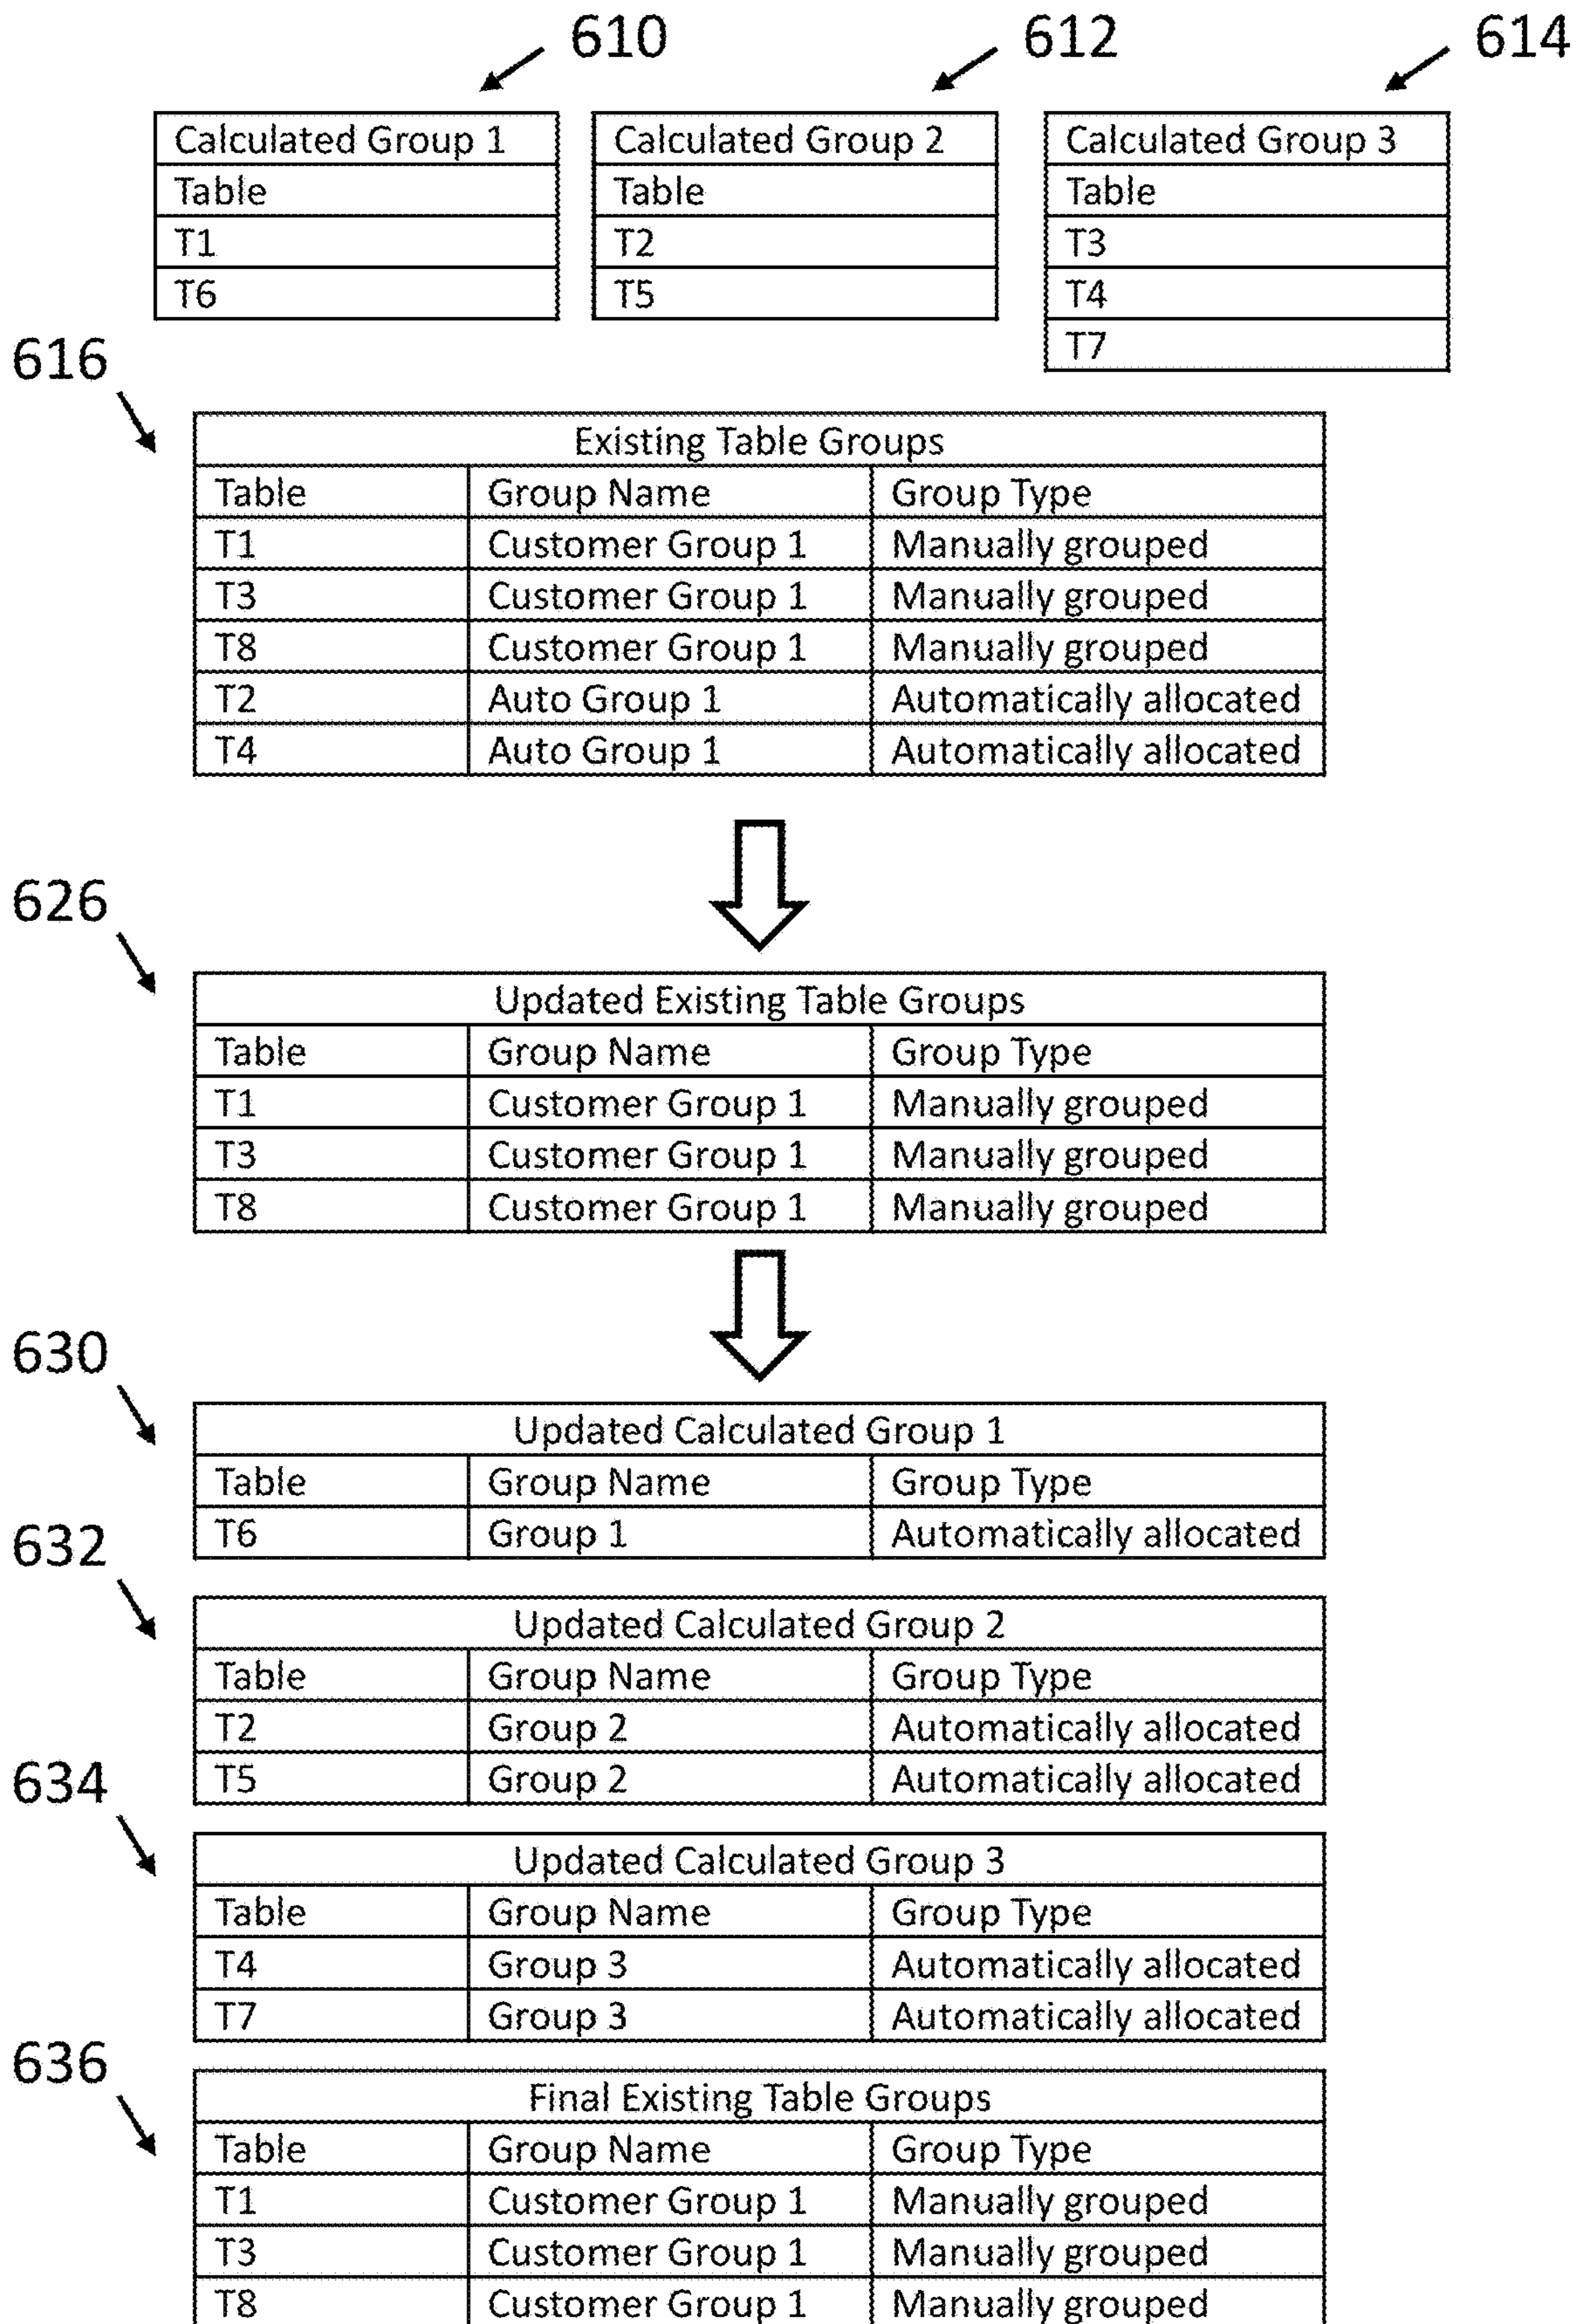 610 612 614
Calculated Group 1 Calculated Group 2 Calculated Group 3
Table Table Table
T1 T2 T3
T6 T5 T4
T7
616
Existing Table Groups
Table Group Name Group Type
T1 Customer Group 1 Manually grouped
T3 Customer Group 1 Manually grouped
T8 Customer Group 1 Manually grouped
T2 Auto Group 1 Automatically allocated
T4 Auto Group 1 Automatically allocated
626
Updated Existing Table Groups
Table Group Name Group Type
T1 Customer Group 1 Manually grouped
T3 Customer Group 1 Manually grouped
T8 Customer Group 1 Manually grouped
630
Updated Calculated Group 1
Table Group Name Group Type
T6 Group 1 Automatically allocated
632
Updated Calculated Group 2
Table Group Name Group Type
T2 Group 2 Automatically allocated
T5 Group 2 Automatically allocated
634
Updated Calculated Group 3
Table Group Name Group Type
T4 Group 3 Automatically allocated
T7 Group 3 Automatically allocated
636
Final Existing Table Groups
Table Group Name Group Type
T1 Customer Group 1 Manually grouped
T3 Customer Group 1 Manually grouped
T8 Customer Group 1 Manually grouped